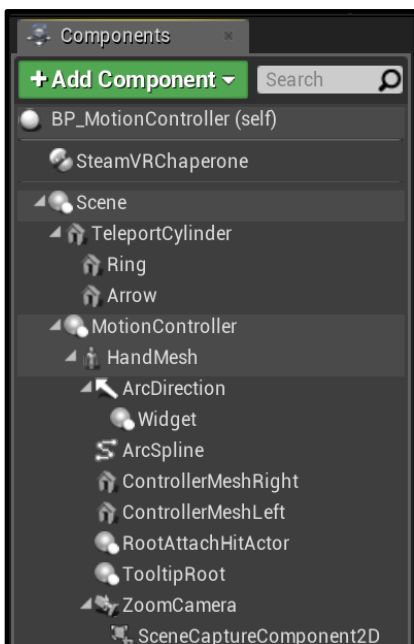 Components
+ Add Component Search
BP_MotionController (self)
SteamVRChaperone
Scene
TeleportCylinder
Ring
Arrow
MotionController
HandMesh
ArcDirection
Widget
ArcSpline
ControllerMeshRight
ControllerMeshLeft
RootAttachHitActor
TooltipRoot
ZoomCamera
SceneCaptureComponent2D